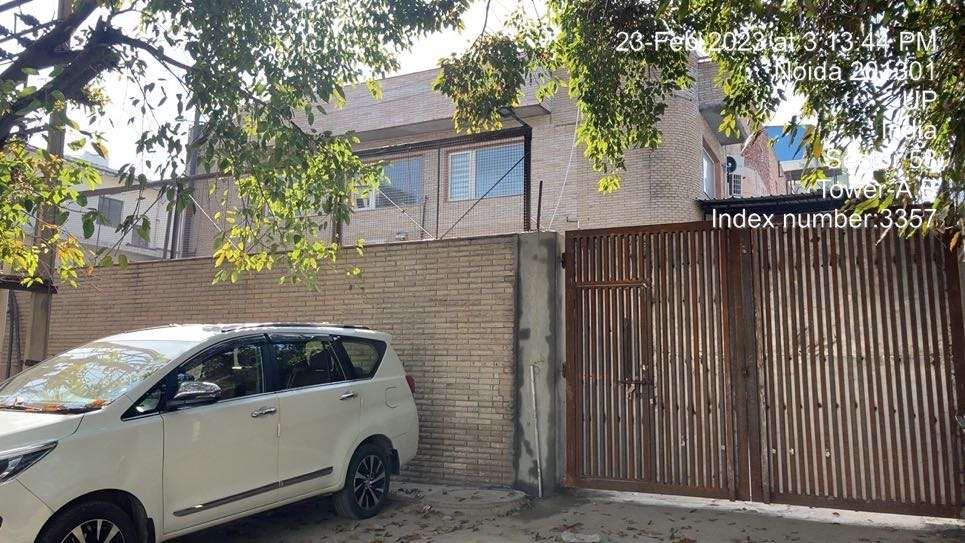 23-Feb 2023 at 3:13:44 PM
Noida 201301
UP
India
Tower-A
Index number:3357